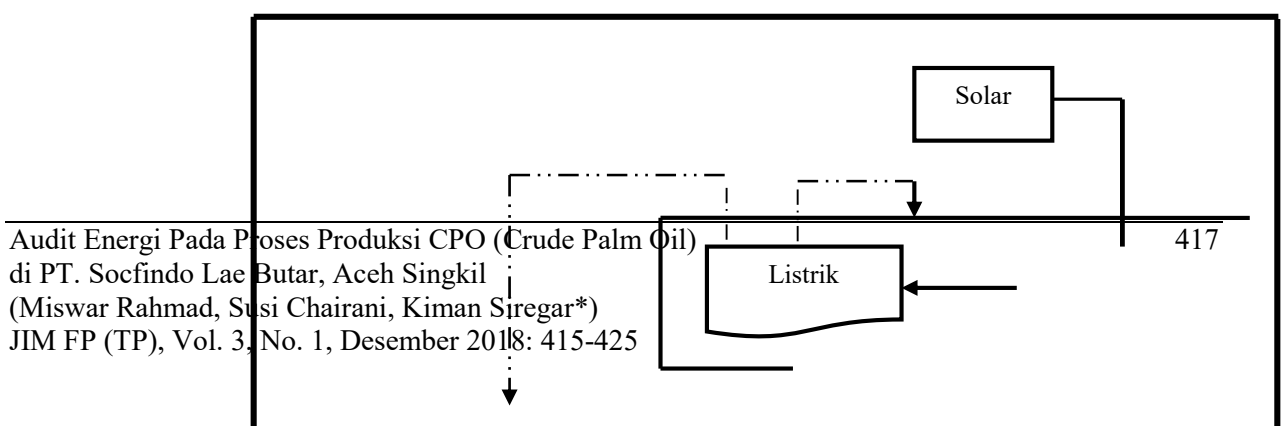 Solar
Audit Energi Pada Proses Produksi CPO (Crude Palm Oil)
417
di PT. Socfindo Lae Butar, Aceh Singkil
Listrik
(Miswar Rahmad, Susi Chairani, Kiman Siregar*)
JIM FP (TP), Vol. 3, No. 1, Desember 2018: 415-425